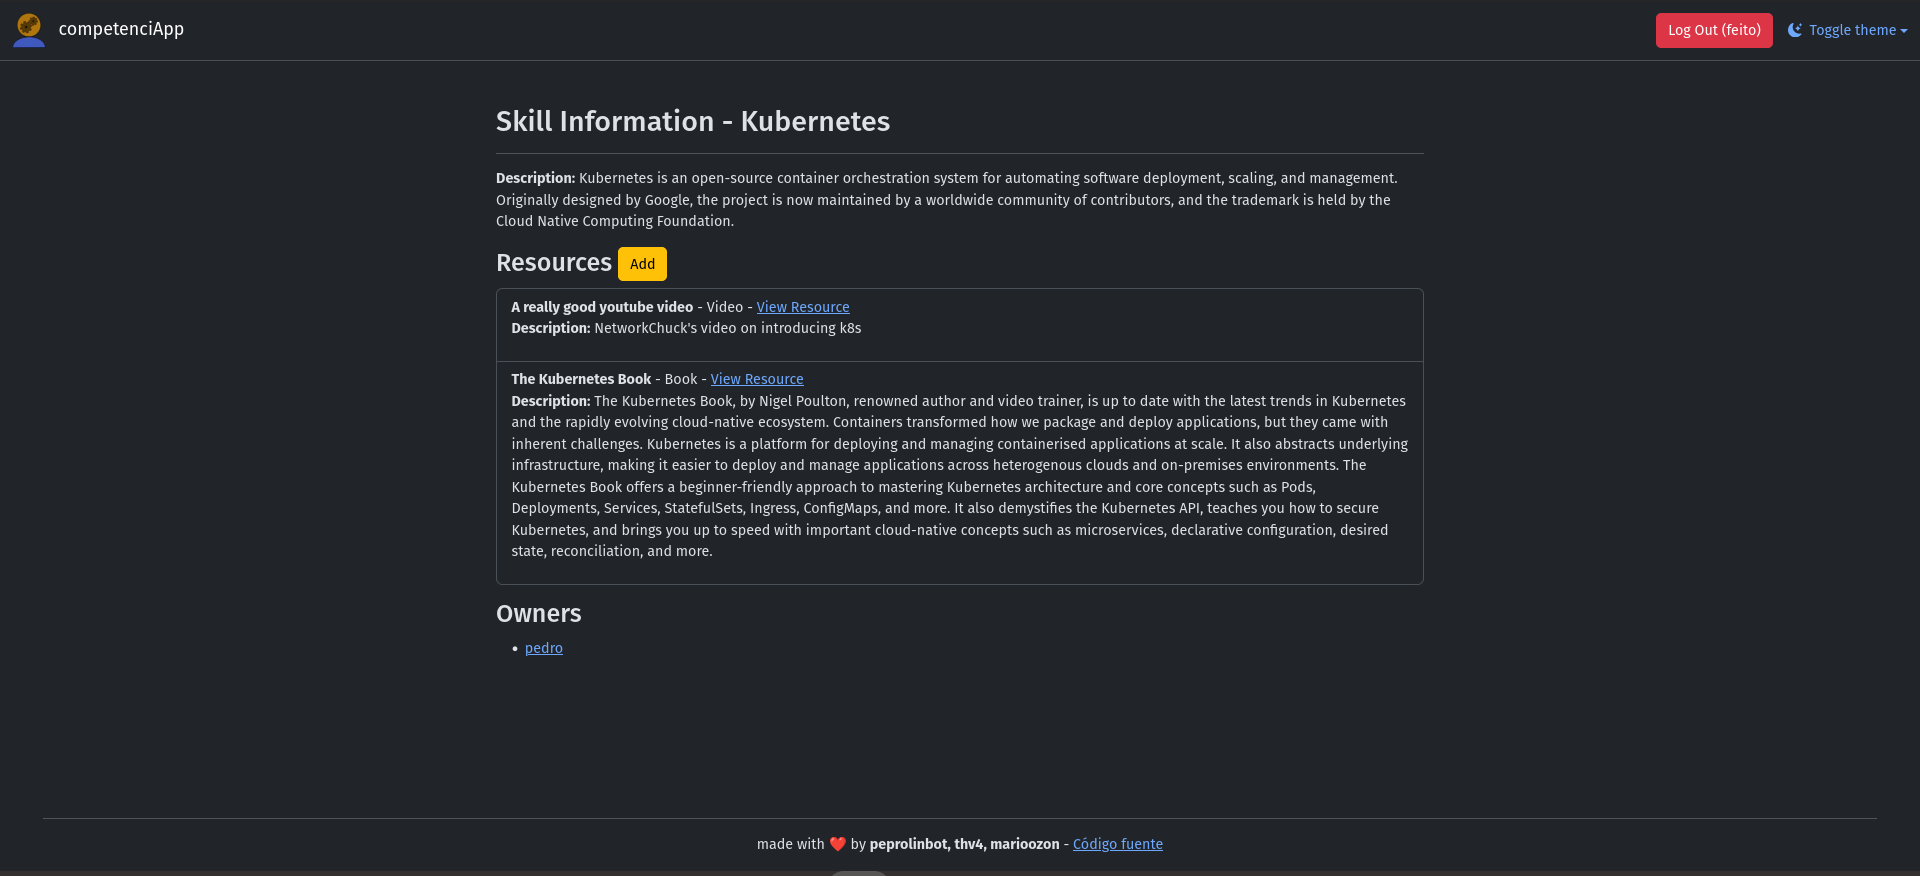 competenciApp
Log Out (feito)
Toggle theme
Skill Information - Kubernetes
Description: Kubernetes is an open-source container orchestration system for automating software deployment, scaling, and management.
Originally designed by Google, the project is now maintained by a worldwide community of contributors, and the trademark is held by the
Cloud Native Computing Foundation.
Resources Add
A really good youtube video - Video - View Resource
Description: NetworkChuck's video on introducing k8s
The Kubernetes Book - Book - View Resource
Description: The Kubernetes Book, by Nigel Poulton, renowned author and video trainer, is up to date with the latest trends in Kubernetes
and the rapidly evolving cloud-native ecosystem. Containers transformed how we package and deploy applications, but they came with
inherent challenges. Kubernetes is a platform for deploying and managing containerised applications at scale. It also abstracts underlying
infrastructure, making it easier to deploy and manage applications across heterogenous clouds and on-premises environments. The
Kubernetes Book offers a beginner-friendly approach to mastering Kubernetes architecture and core concepts such as Pods,
Deployments, Services, StatefulSets, Ingress, ConfigMaps, and more. It also demystifies the Kubernetes API, teaches you how to secure
Kubernetes, and brings you up to speed with important cloud-native concepts such as microservices, declarative configuration, desired
state, reconciliation, and more.
Owners
• pedro
made with ❤️ by peprolinbot, thv4, marioozon - Código fuente